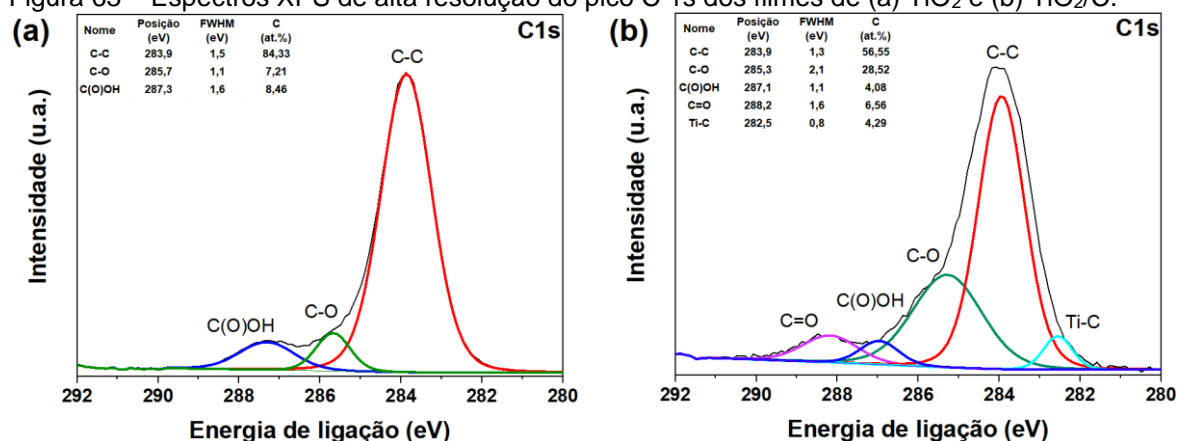 Figura 63 – Espectros XPS de alta resolução do pico C 1s dos filmes de (a) TiO₂ e (b) TiO₂/C.
(a)
C1s
Nome Posição (eV) FWHM (eV) C (at.%)
C-C 283,9 1,5 84,33
C-O 285,7 1,1 7,21
C(O)OH 287,3 1,6 8,46
C-C
C-O
C(O)OH
Intensidade (u.a.)
292 290 288 286 284 282 280
Energia de ligação (eV)
(b)
C1s
Nome Posição (eV) FWHM (eV) C (at.%)
C-C 283,9 1,3 56,55
C-O 285,3 2,1 28,52
C(O)OH 287,1 1,1 4,08
C=O 288,2 1,6 6,56
Ti-C 282,5 0,8 4,29
C-C
C-O
C(O)OH
C=O
Ti-C
Intensidade (u.a.)
292 290 288 286 284 282 280
Energia de ligação (eV)